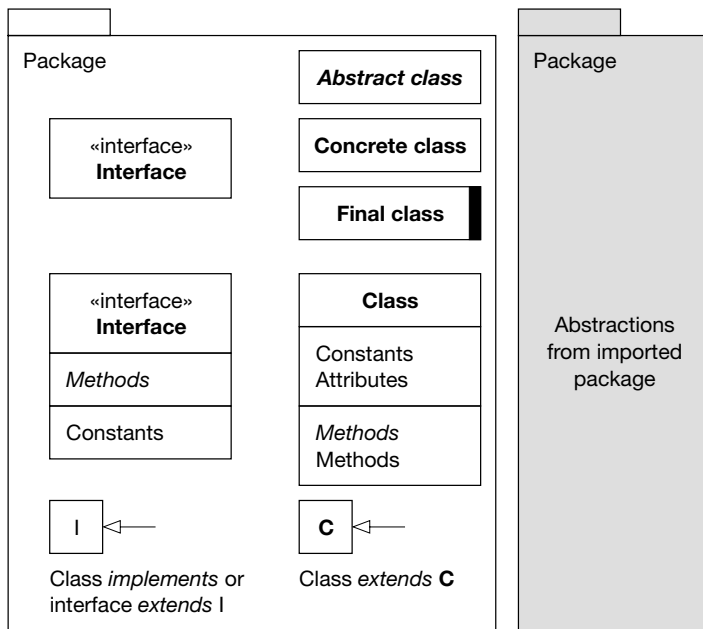 Package
Abstract class
«interface»
Interface
Concrete class
Final class
«interface»
Interface
Methods
Constants
Class
Constants
Attributes
Methods
Methods
I
Class implements or
interface extends I
C
Class extends C
Package
Abstractions
from imported
package